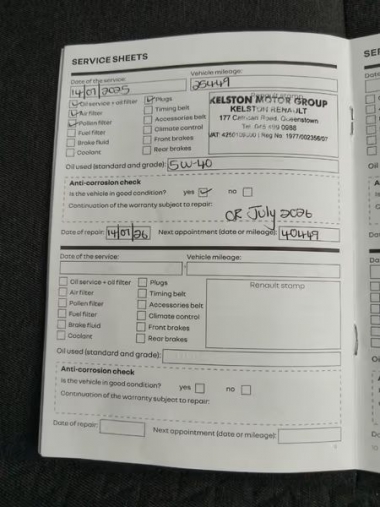 SERVICE SHEETS
Date of the service: 14/07/2025 Vehicle mileage: 25449
Oil service + oil filter Plugs
Air filter Timing belt
Pollen filter Accessories belt
Fuel filter Climate control
Brake fluid Front brakes
Coolant Rear brakes
Renault stamp
KELSTON MOTOR GROUP
KELSTON RENAULT
Queenstown
Oil used (standard and grade): 5W-40
Anti-corrosion check
Is the vehicle in good condition? yes no
Continuation of the warranty subject to repair:
OR July 2026
Date of repair: 14/07/26 Next appointment (date or mileage): 40449
Date of the service: Vehicle mileage:
Oil service + oil filter Plugs
Air filter Timing belt
Pollen filter Accessories belt
Fuel filter Climate control
Brake fluid Front brakes
Coolant Rear brakes
Renault stamp
Oil used (standard and grade):
Anti-corrosion check
Is the vehicle in good condition? yes no
Continuation of the warranty subject to repair:
Date of repair: Next appointment (date or mileage):